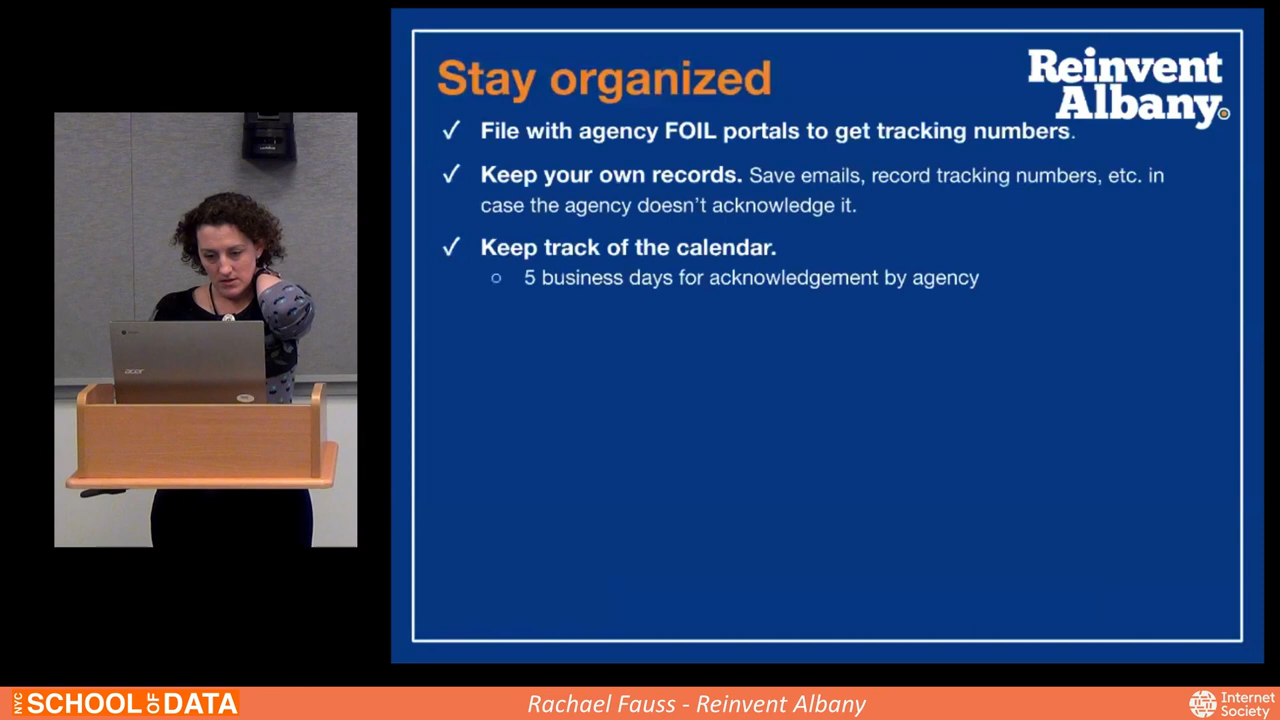 Stay organized
Reinvent
Albany
✓ File with agency FOIL portals to get tracking numbers.
✓ Keep your own records. Save emails, record tracking numbers, etc. in
case the agency doesn't acknowledge it.
✓ Keep track of the calendar.
○ 5 business days for acknowledgement by agency
acer
NYC SCHOOL OF DATA
Rachael Fauss - Reinvent Albany
Internet
Society